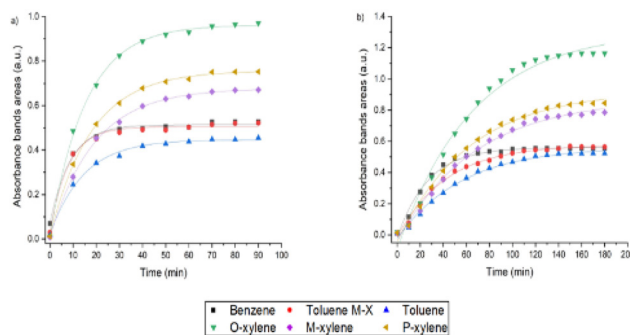 a)
Absorbance bands areas (a.u.)
1.0
0.8
0.6
0.4
0.2
0.0
0 10 20 30 40 50 60 70 80 90 100
Time (min)
b)
Absorbance bands areas (a.u.)
1.4
1.2
1.0
0.8
0.6
0.4
0.2
0.0
0 20 40 60 80 100 120 140 160 180 200
Time (min)
Benzene Toluene M-X Toluene
O-xylene M-xylene P-xylene